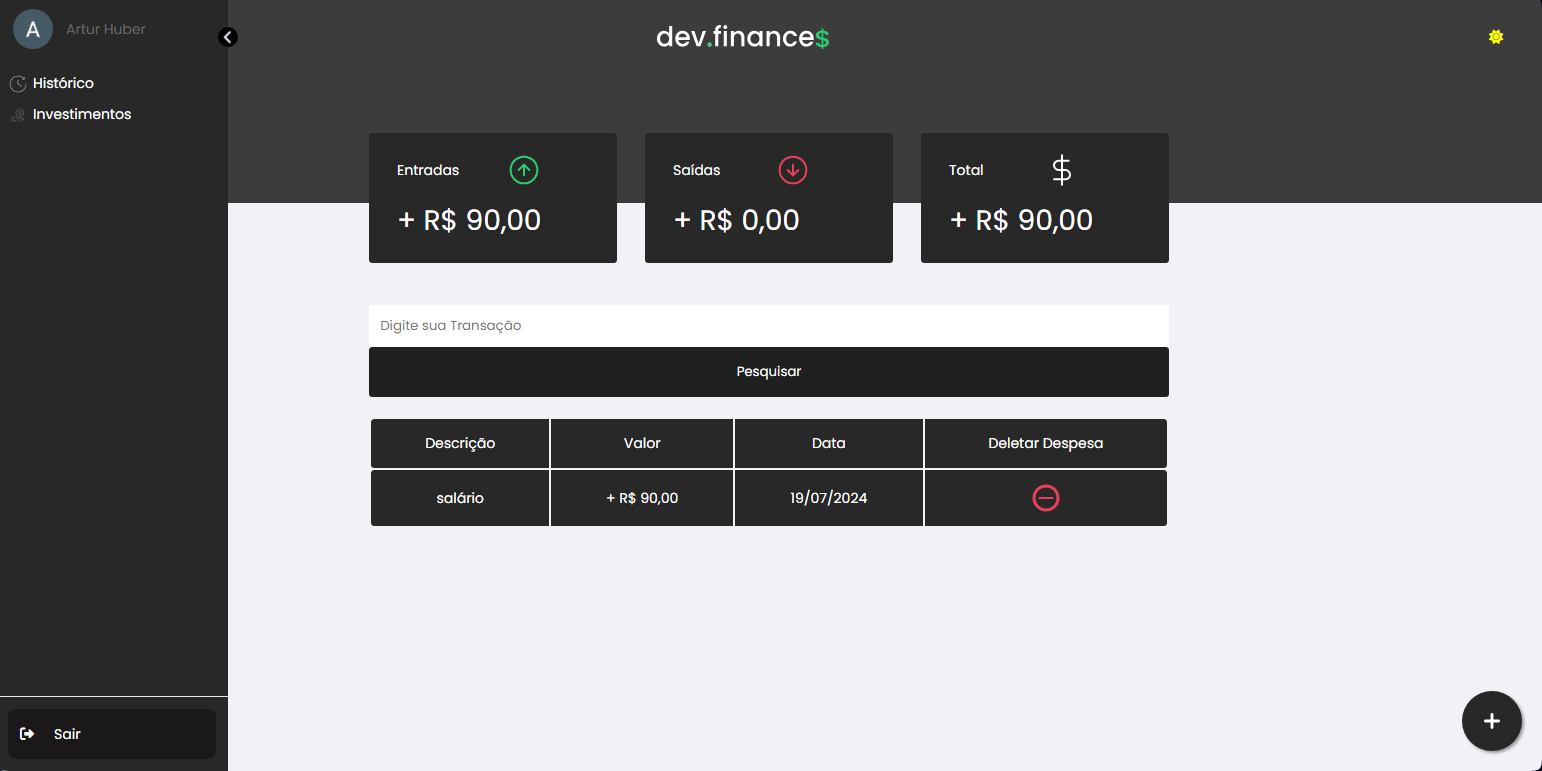 A Artur Huber
Histórico
Investimentos
Sair
dev.finance$
Entradas
+ R$ 90,00
Saídas
+ R$ 0,00
Total $
+ R$ 90,00
Digite sua Transação
Pesquisar
Descrição Valor Data Deletar Despesa
salário + R$ 90,00 19/07/2024
+